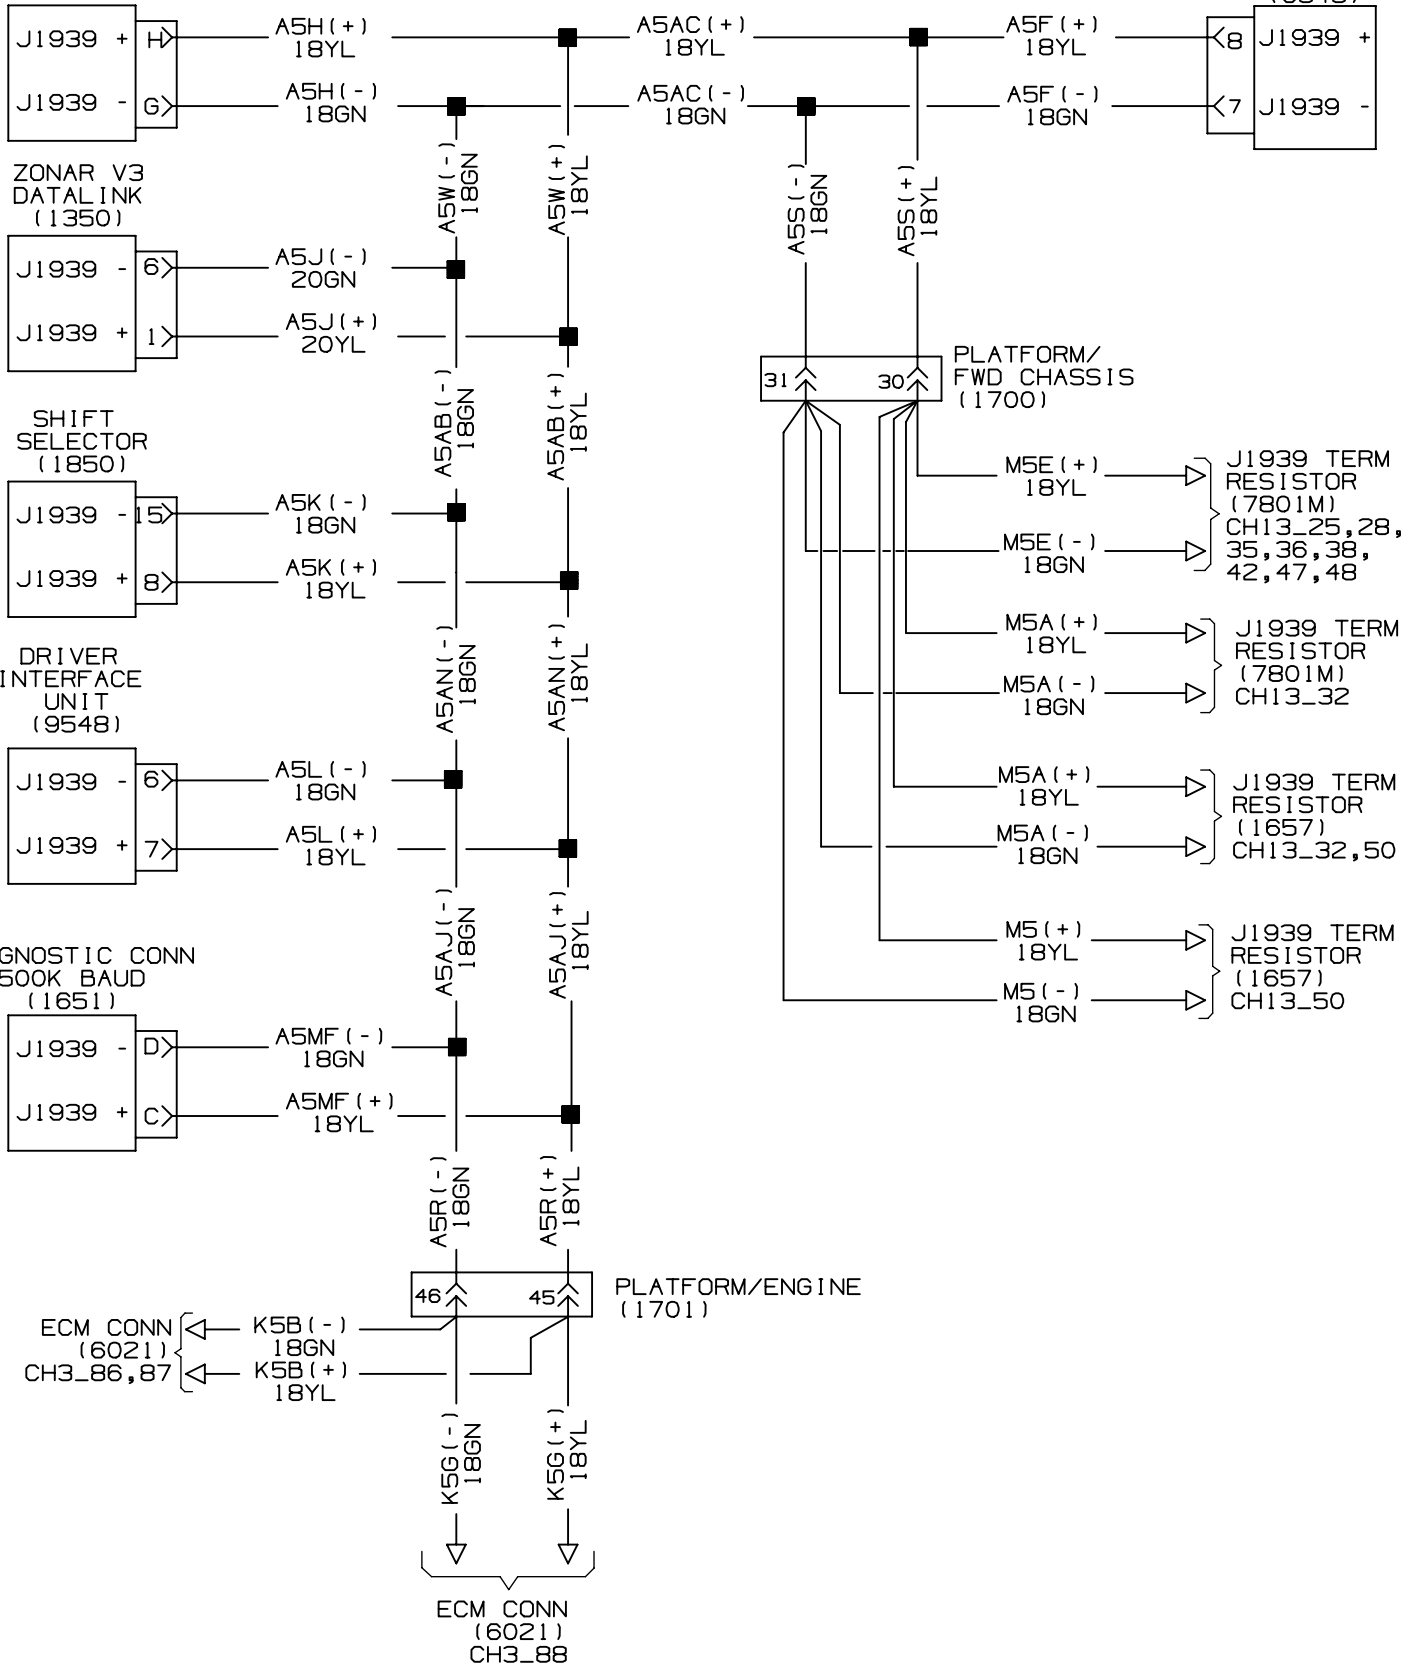 J1939 + H
A5H(+)
18YL
A5AC(+)
18YL
A5F(+)
18YL
8 J1939 +
J1939 - G
A5H(-)
18GN
A5AC(-)
18GN
A5F(-)
18GN
7 J1939 -
ZONAR V3
DATALINK
(1350)
A5W(-)
18GN
A5W(+)
18YL
A5S(-)
18GN
A5S(+)
18YL
J1939 - 6
A5J(-)
20GN
J1939 + 1
A5J(+)
20YL
31
30
PLATFORM/
FWD CHASSIS
(1700)
SHIFT
SELECTOR
(1850)
A5AB(-)
18GN
A5AB(+)
18YL
J1939 - 15
A5K(-)
18GN
J1939 + 8
A5K(+)
18YL
M5E(+)
18YL
M5E(-)
18GN
J1939 TERM
RESISTOR
(7801M)
CH13_25,28,
35,36,38,
42,47,48
M5A(+)
18YL
M5A(-)
18GN
J1939 TERM
RESISTOR
(7801M)
CH13_32
DRIVER
INTERFACE
UNIT
(9548)
A5AN(-)
18GN
A5AN(+)
18YL
J1939 - 6
A5L(-)
18GN
J1939 + 7
A5L(+)
18YL
M5A(+)
18YL
M5A(-)
18GN
J1939 TERM
RESISTOR
(1657)
CH13_32,50
GNOSTIC CONN
500K BAUD
(1651)
A5AJ(-)
18GN
A5AJ(+)
18YL
M5(+)
18YL
M5(-)
18GN
J1939 TERM
RESISTOR
(1657)
CH13_50
J1939 - D
A5MF(-)
18GN
J1939 + C
A5MF(+)
18YL
A5R(-)
18GN
A5R(+)
18YL
46
45
PLATFORM/ENGINE
(1701)
ECM CONN
(6021)
CH3_86,87
K5B(-)
18GN
K5B(+)
18YL
K5G(-)
18GN
K5G(+)
18YL
ECM CONN
(6021)
CH3_88